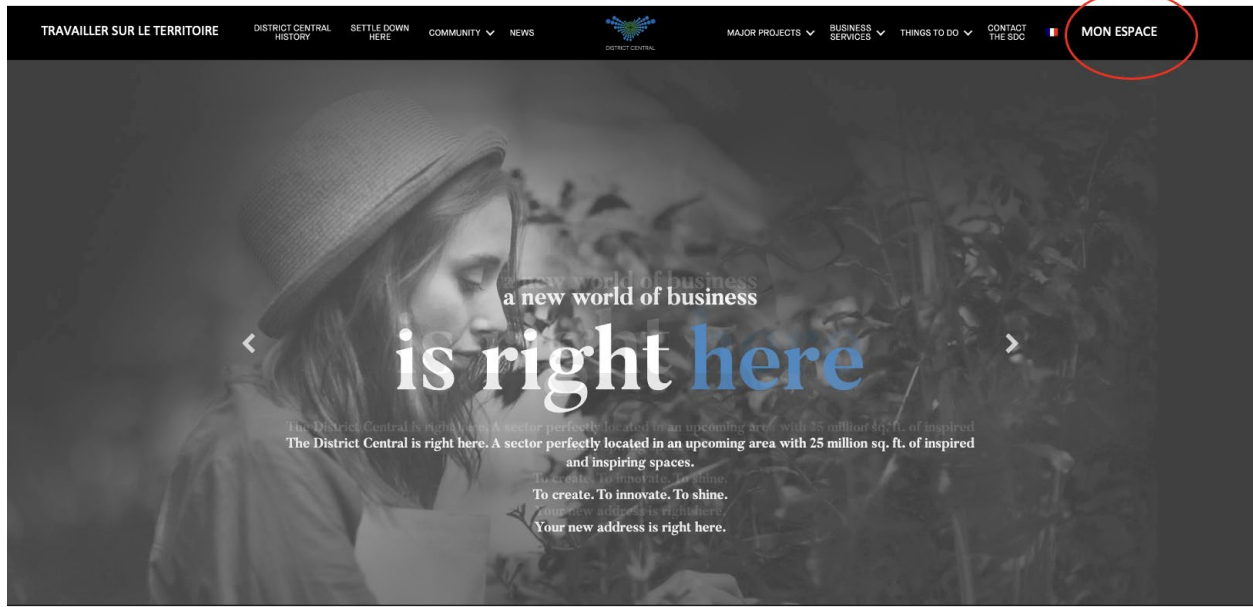 TRAVAILLER SUR LE TERRITOIRE
DISTRICT CENTRAL
HISTORY
SETTLE DOWN
HERE
COMMUNITY
NEWS
DISTRICT CENTRAL
MAJOR PROJECTS
BUSINESS
SERVICES
THINGS TO DO
CONTACT
THE SDC
MON ESPACE
a new world of business
is right here
The District Central is right here. A sector perfectly located in an upcoming area with 25 million sq. ft. of inspired
and inspiring spaces.
To create. To innovate. To shine.
Your new address is right here.